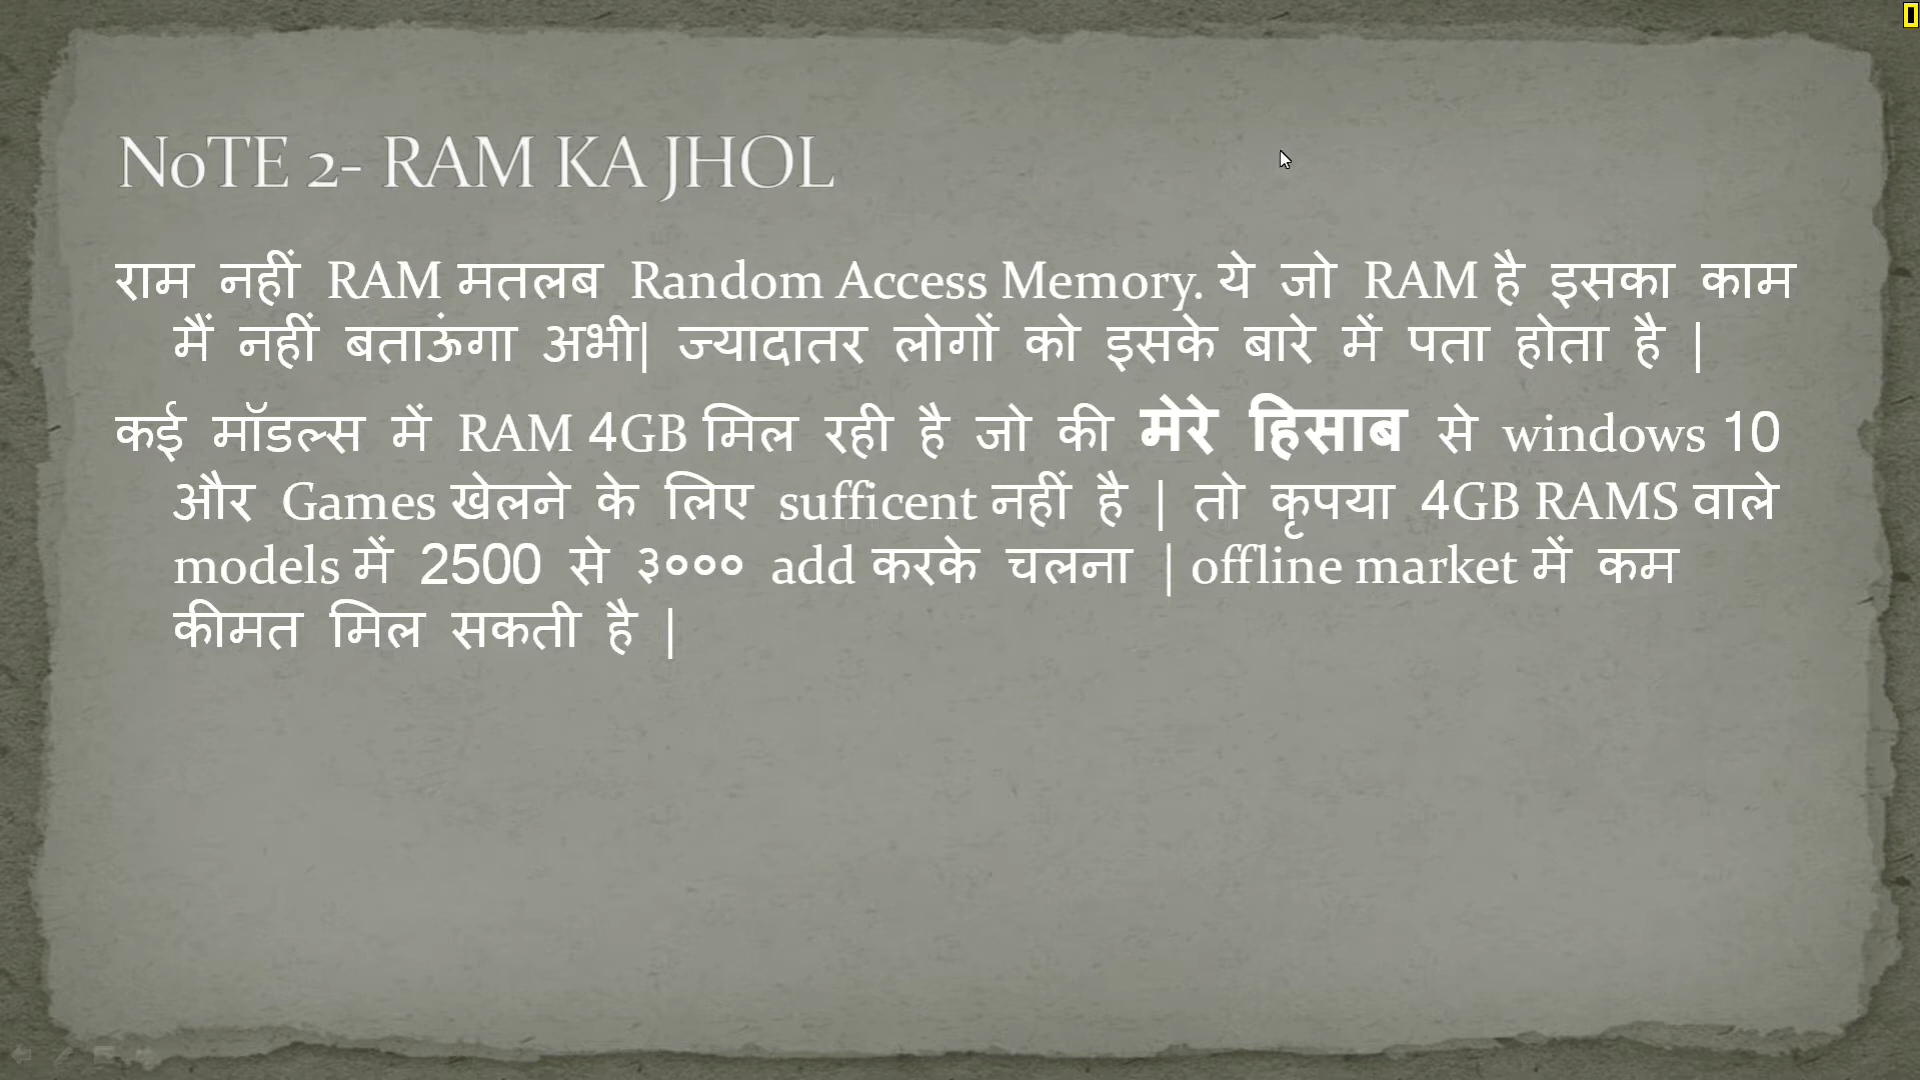 NoTE 2- RAM KA JHOL
राम नहीं RAM मतलब Random Access Memory. ये जो RAM है इसका काम
मैं नहीं बताऊंगा अभी| ज्यादातर लोगों को इसके बारे में पता होता है |
कई मॉडल्स में RAM 4GB मिल रही है जो की मेरे हिसाब से windows 10
और Games खेलने के लिए sufficent नहीं है | तो कृपया 4GB RAMS वाले
models में 2500 से ३००० add करके चलना | offline market में कम
कीमत मिल सकती है |